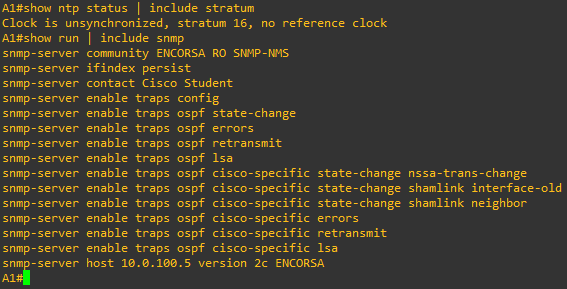 A1#show ntp status | include stratum
Clock is unsynchronized, stratum 16, no reference clock
A1#show run | include snmp
snmp-server community ENCORSA RO SNMP-NMS
snmp-server ifindex persist
snmp-server contact Cisco Student
snmp-server enable traps config
snmp-server enable traps ospf state-change
snmp-server enable traps ospf errors
snmp-server enable traps ospf retransmit
snmp-server enable traps ospf lsa
snmp-server enable traps ospf cisco-specific state-change nssa-trans-change
snmp-server enable traps ospf cisco-specific state-change shamlink interface-old
snmp-server enable traps ospf cisco-specific state-change shamlink neighbor
snmp-server enable traps ospf cisco-specific errors
snmp-server enable traps ospf cisco-specific retransmit
snmp-server enable traps ospf cisco-specific lsa
snmp-server host 10.0.100.5 version 2c ENCORSA
A1#